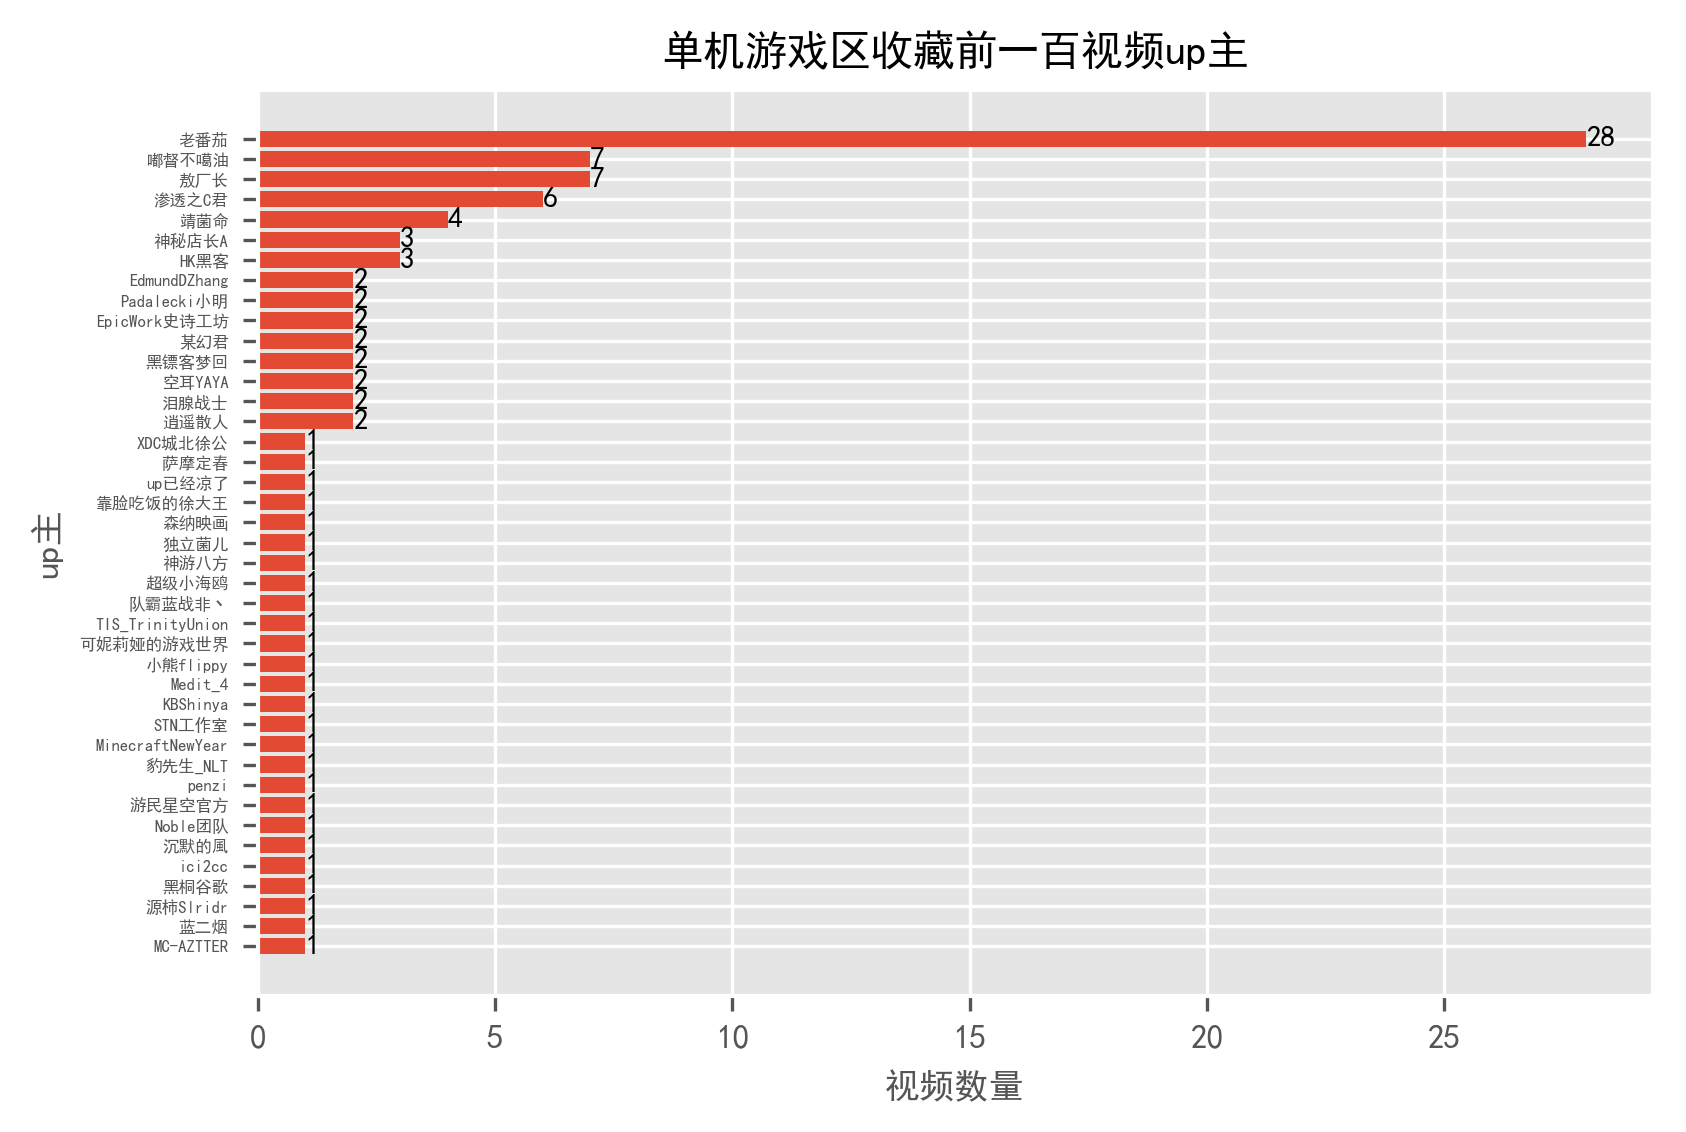 单机游戏区收藏前一百视频up主
老番茄 28
嘟督不噶油 7
敖厂长 7
渗透之C君 6
靖菌命 4
神秘店长A 3
HK黑客 3
EdmundDZhang 2
Padalecki小明 2
EpicWork史诗工坊 2
某幻君 2
黑镖客梦回 2
空耳YAYA 2
泪腺战士 2
逍遥散人 2
XDC城北徐公 1
萨摩定春 1
up已经凉了 1
靠脸吃饭的徐大王 1
森纳映画 1
独立菌儿 1
神游八方 1
超级小海鸥 1
队霸蓝战非丶 1
TIS_TrinityUnion 1
可妮莉娅的游戏世界 1
小熊flippy 1
Medit_4 1
KBShinya 1
STN工作室 1
MinecraftNewYear 1
豹先生_NLT 1
penzi 1
游民星空官方 1
Noble团队 1
沉默的風 1
ici2cc 1
黑桐谷歌 1
源柿Slridr 1
蓝二烟 1
MC-AZTTER 1
up主
0 5 10 15 20 25
视频数量